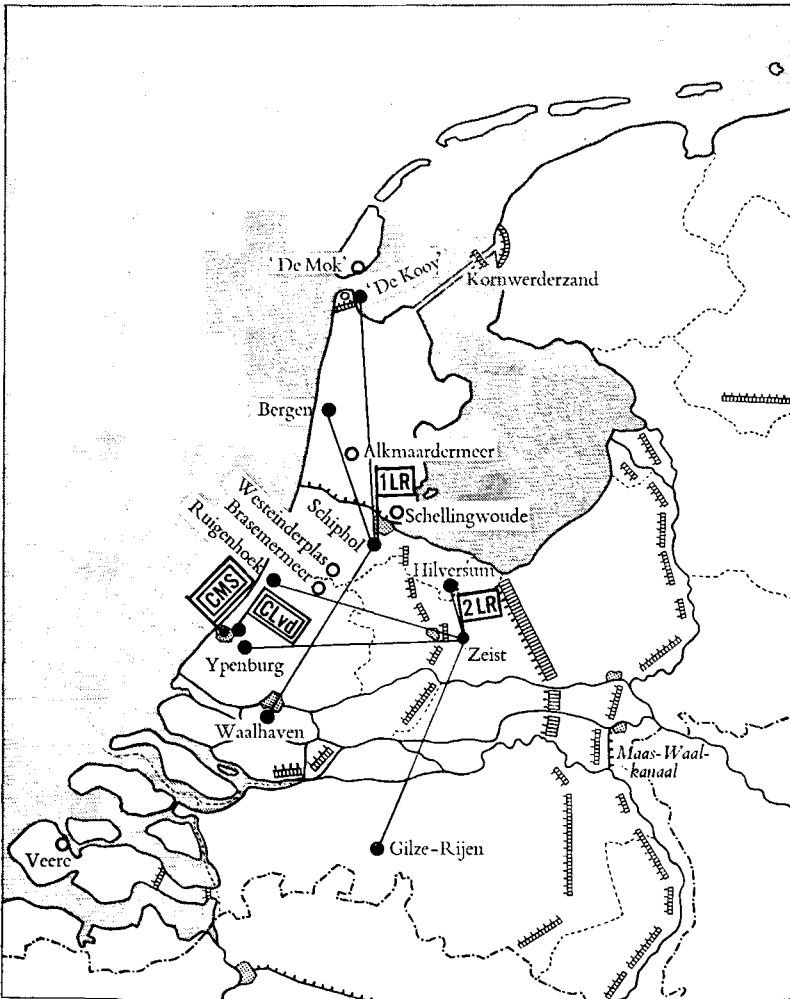 'De Mok'
'De Kooy'
Kornwerderzand
Bergen
Alkmaardermeer
1LR
Schellingwoude
Schiphol
Westeinderplas
Brasemermeer
Ruigenhoek
Hilversum
CMS
CLvd
2LR
Ypenburg
Zeist
Waalhaven
Maas-Waal-
kanaal
Gilze-Rijen
Veere